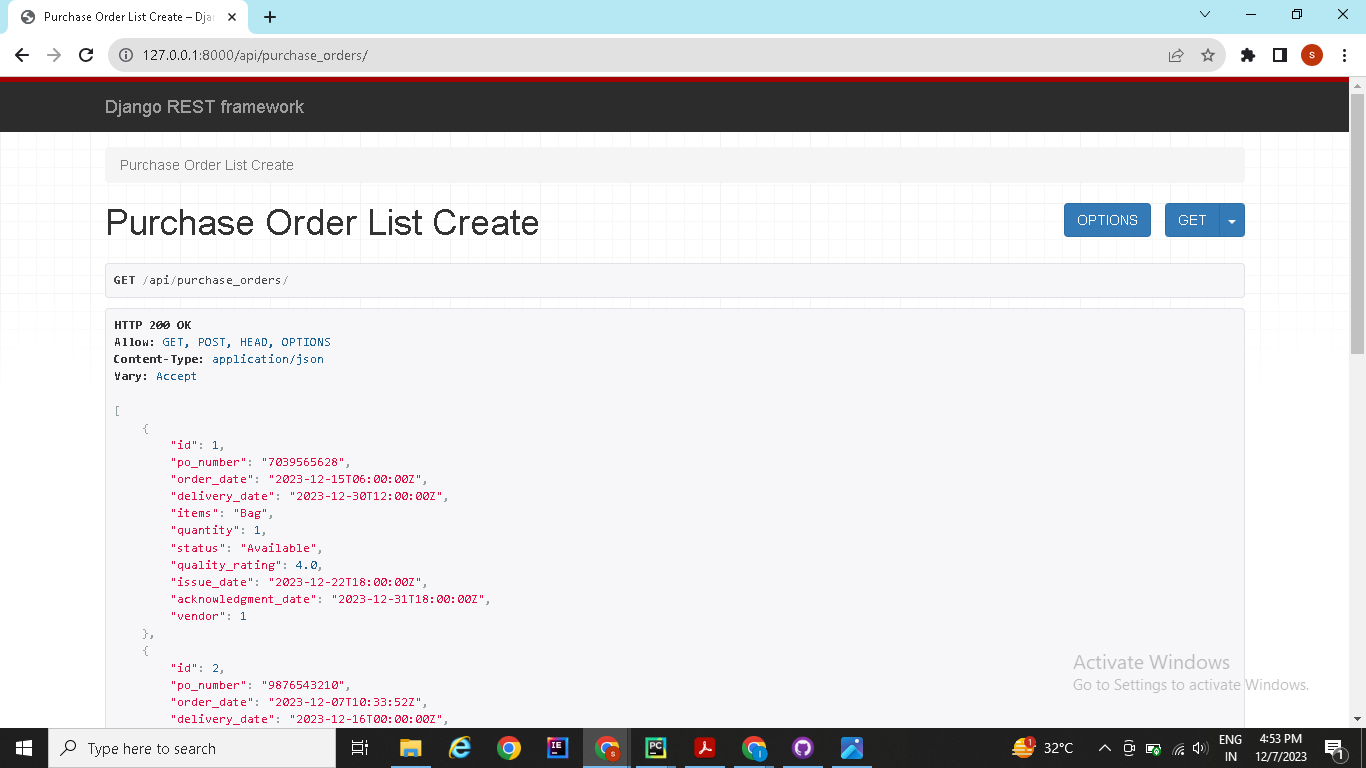 Purchase Order List Create – Dja
127.0.0.1:8000/api/purchase_orders/
S
Django REST framework
Purchase Order List Create
Purchase Order List Create
OPTIONS
GET
GET /api/purchase_orders/
HTTP 200 OK
Allow: GET, POST, HEAD, OPTIONS
Content-Type: application/json
Vary: Accept
[
{
"id": 1,
"po_number": "7039565628",
"order_date": "2023-12-15T06:00:00Z",
"delivery_date": "2023-12-30T12:00:00Z",
"items": "Bag",
"quantity": 1,
"status": "Available",
"quality_rating": 4.0,
"issue_date": "2023-12-22T18:00:00Z",
"acknowledgment_date": "2023-12-31T18:00:00Z",
"vendor": 1
},
{
"id": 2,
"po_number": "9876543210",
"order_date": "2023-12-07T10:33:52Z",
"delivery_date": "2023-12-16T00:00:00Z",
Activate Windows
Go to Settings to activate Windows.
Type here to search
IE
S
PC
i
1
32°C
ENG
IN
4:53 PM
12/7/2023
1